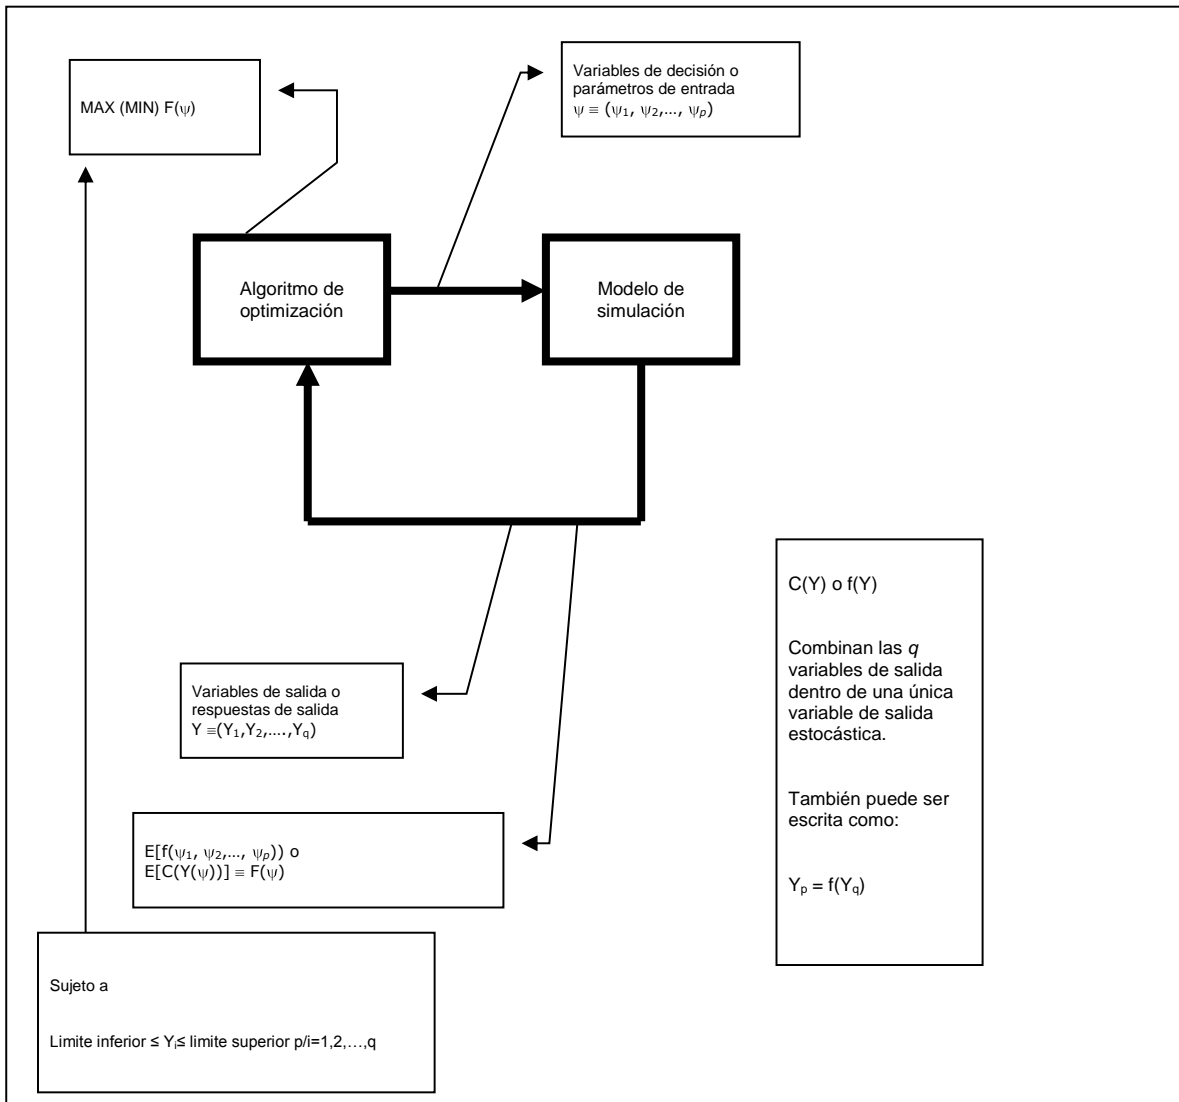 MAX (MIN) F(ψ)
Variables de decisión o
parámetros de entrada
ψ ≡ (ψ₁, ψ₂,..., ψₚ)
Algoritmo de
optimización
Modelo de
simulación
Variables de salida o
respuestas de salida
Y ≡(Y₁,Y₂,....,Y_q)
E[f(ψ₁, ψ₂,..., ψₚ)) o
E[C(Y(ψ))] ≡ F(ψ)
Sujeto a
Limite inferior ≤ Yᵢ≤ limite superior p/i=1,2,…,q
C(Y) o f(Y)
Combinan las q
variables de salida
dentro de una única
variable de salida
estocástica.
También puede ser
escrita como:
Yₚ = f(Y_q)